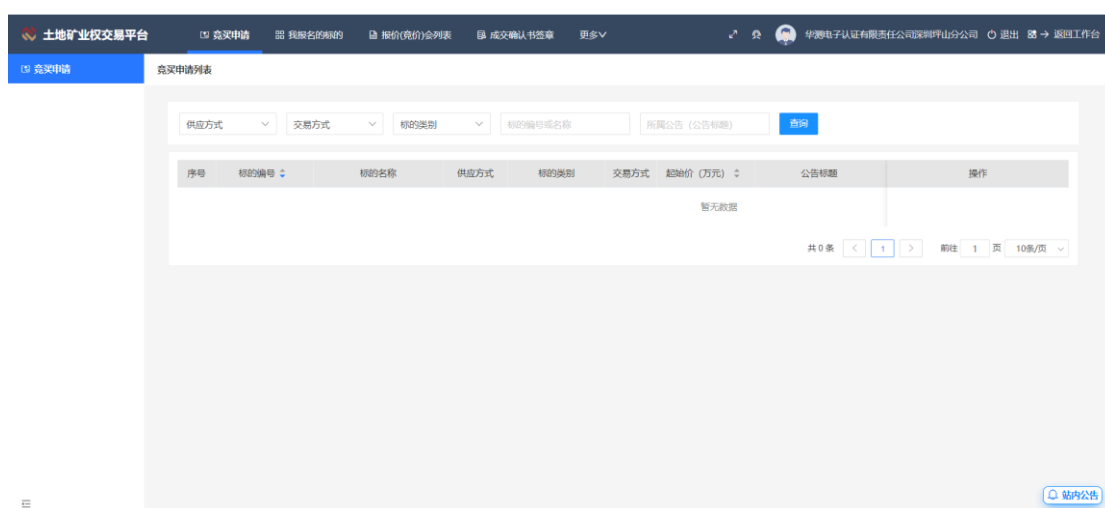 土地矿业权交易平台 竞买申请 我报名的标的 报价(竞价)会列表 成交确认书签章 更多 华测电子认证有限责任公司深圳坪山分公司 退出 返回工作台
竞买申请 竞买申请列表
供应方式 交易方式 标的类别 标的编号或名称 所属公告（公告标题） 查询
序号 标的编号 标的名称 供应方式 标的类别 交易方式 起始价（万元） 公告标题 操作
暂无数据
共 0 条 1 前往 1 页 10条/页
站内公告